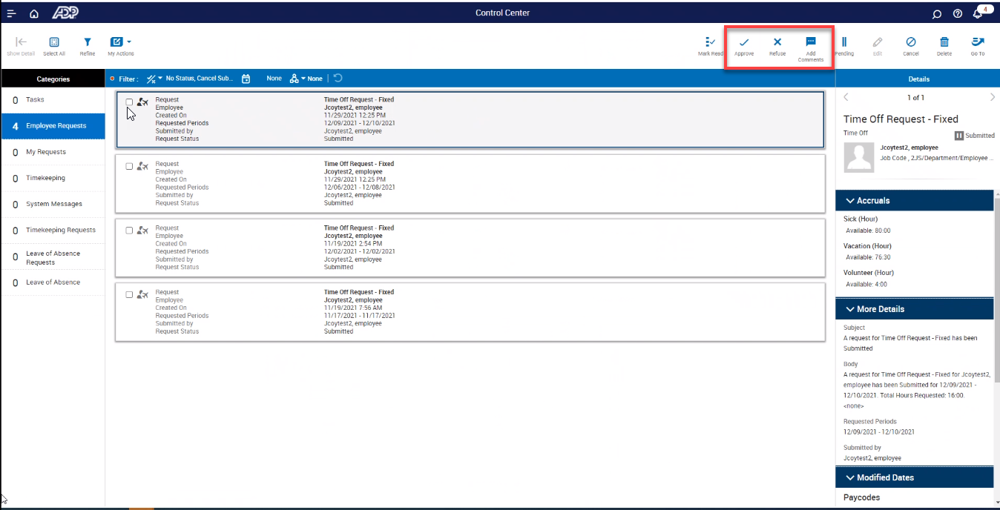 ADP
Control Center
4
Show Detail
Select All
Refine
My Actions
Mark Read
Approve
Refuse
Add
Comments
Pending
Edit
Cancel
Delete
Go To
Categories
0 Tasks
4 Employee Requests
0 My Requests
0 Timekeeping
0 System Messages
0 Timekeeping Requests
0 Leave of Absence
Requests
0 Leave of Absence
Filter : No Status, Cancel Sub... None None
Request Time Off Request - Fixed
Employee Jcoytest2, employee
Created On 11/29/2021 12:25 PM
Requested Periods 12/09/2021 - 12/10/2021
Submitted by Jcoytest2, employee
Request Status Submitted
Request Time Off Request - Fixed
Employee Jcoytest2, employee
Created On 11/29/2021 12:25 PM
Requested Periods 12/06/2021 - 12/08/2021
Submitted by Jcoytest2, employee
Request Status Submitted
Request Time Off Request - Fixed
Employee Jcoytest2, employee
Created On 11/19/2021 2:54 PM
Requested Periods 12/02/2021 - 12/02/2021
Submitted by Jcoytest2, employee
Request Status Submitted
Request Time Off Request - Fixed
Employee Jcoytest2, employee
Created On 11/19/2021 7:56 AM
Requested Periods 11/17/2021 - 11/17/2021
Submitted by Jcoytest2, employee
Request Status Submitted
Details
1 of 1
Time Off Request - Fixed
Time Off
Submitted
Jcoytest2, employee
Job Code , 2JS/Department/Employee ...
Accruals
Sick (Hour)
Available: 80:00
Vacation (Hour)
Available: 76:30
Volunteer (Hour)
Available: 4:00
More Details
Subject
A request for Time Off Request - Fixed has been
Submitted
Body
A request for Time Off Request - Fixed for Jcoytest2,
employee has been Submitted for 12/09/2021 -
12/10/2021. Total Hours Requested: 16:00.
<none>
Requested Periods
12/09/2021 - 12/10/2021
Submitted by
Jcoytest2, employee
Modified Dates
Paycodes